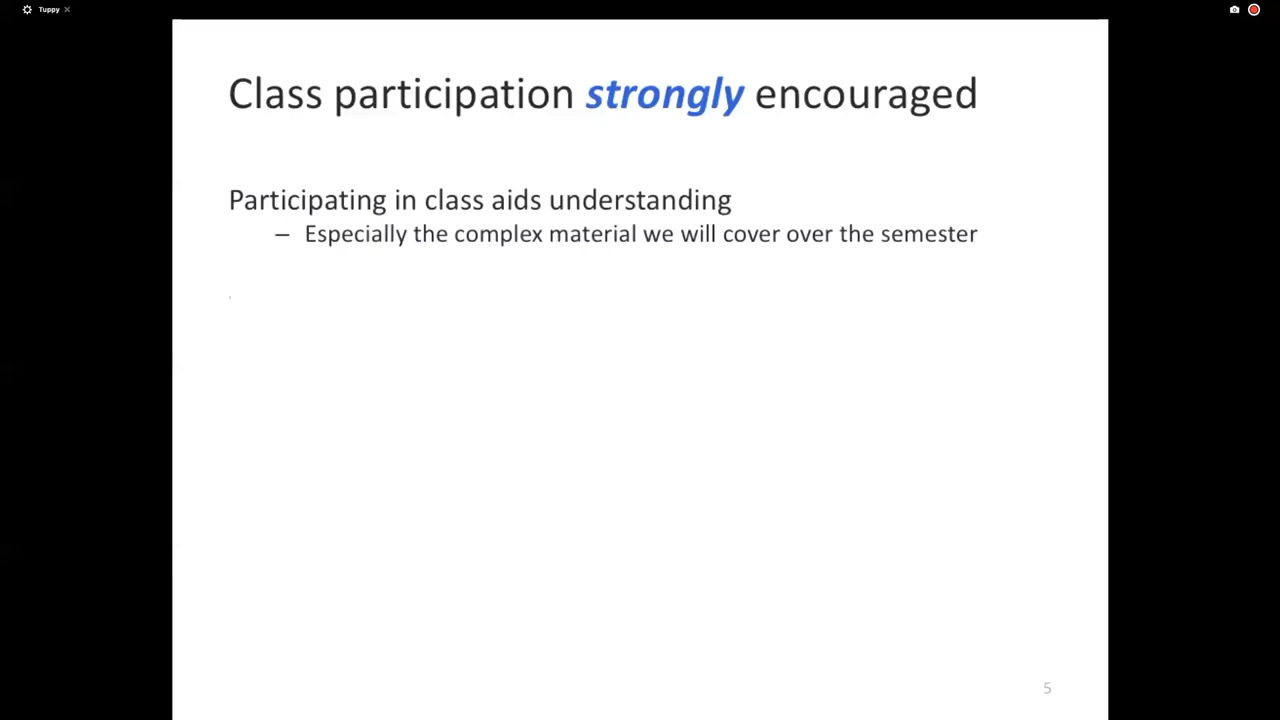 Tuppy
Class participation strongly encouraged
Participating in class aids understanding
– Especially the complex material we will cover over the semester
5